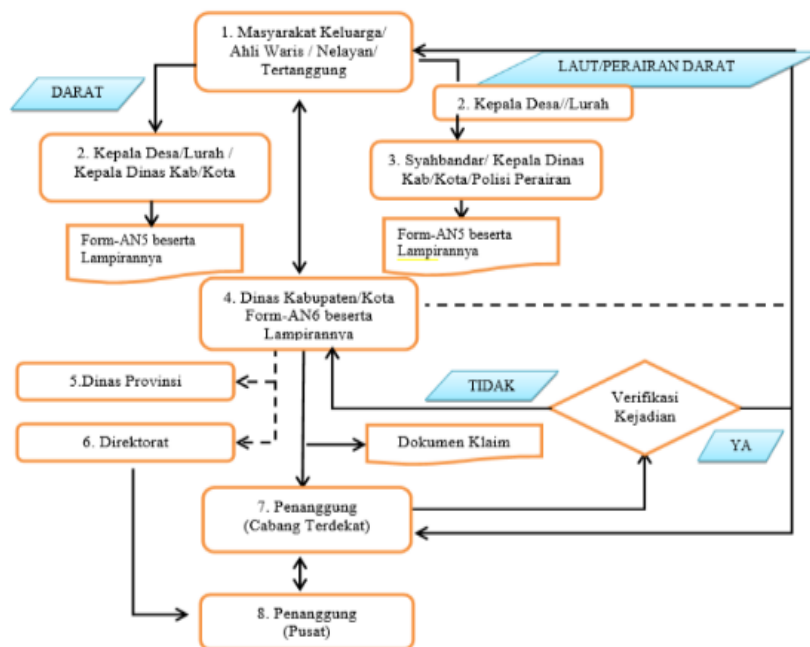 1. Masyarakat Keluarga/
Ahli Waris / Nelayan/
Tertanggung
DARAT
LAUT/PERAIRAN DARAT
2. Kepala Desa//Lurah
2. Kepala Desa/Lurah /
Kepala Dinas Kab/Kota
3. Syahbandar/ Kepala Dinas
Kab/Kota/Polisi Perairan
Form-AN5 beserta
Lampirannya
Form-AN5 beserta
Lampirannya
4. Dinas Kabupaten/Kota
Form-AN6 beserta
Lampirannya
5.Dinas Provinsi
TIDAK
Verifikasi
Kejadian
6. Direktorat
Dokumen Klaim
YA
7. Penanggung
(Cabang Terdekat)
8. Penanggung
(Pusat)